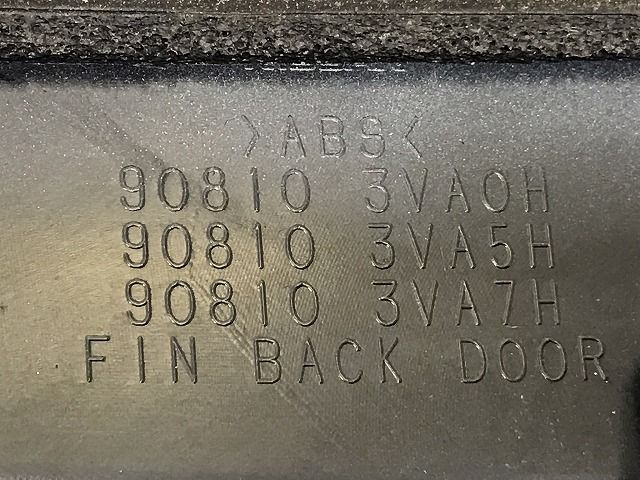 >ABS<
90810 3VA0H
90810 3VA5H
90810 3VA7H
FIN BACK DOOR